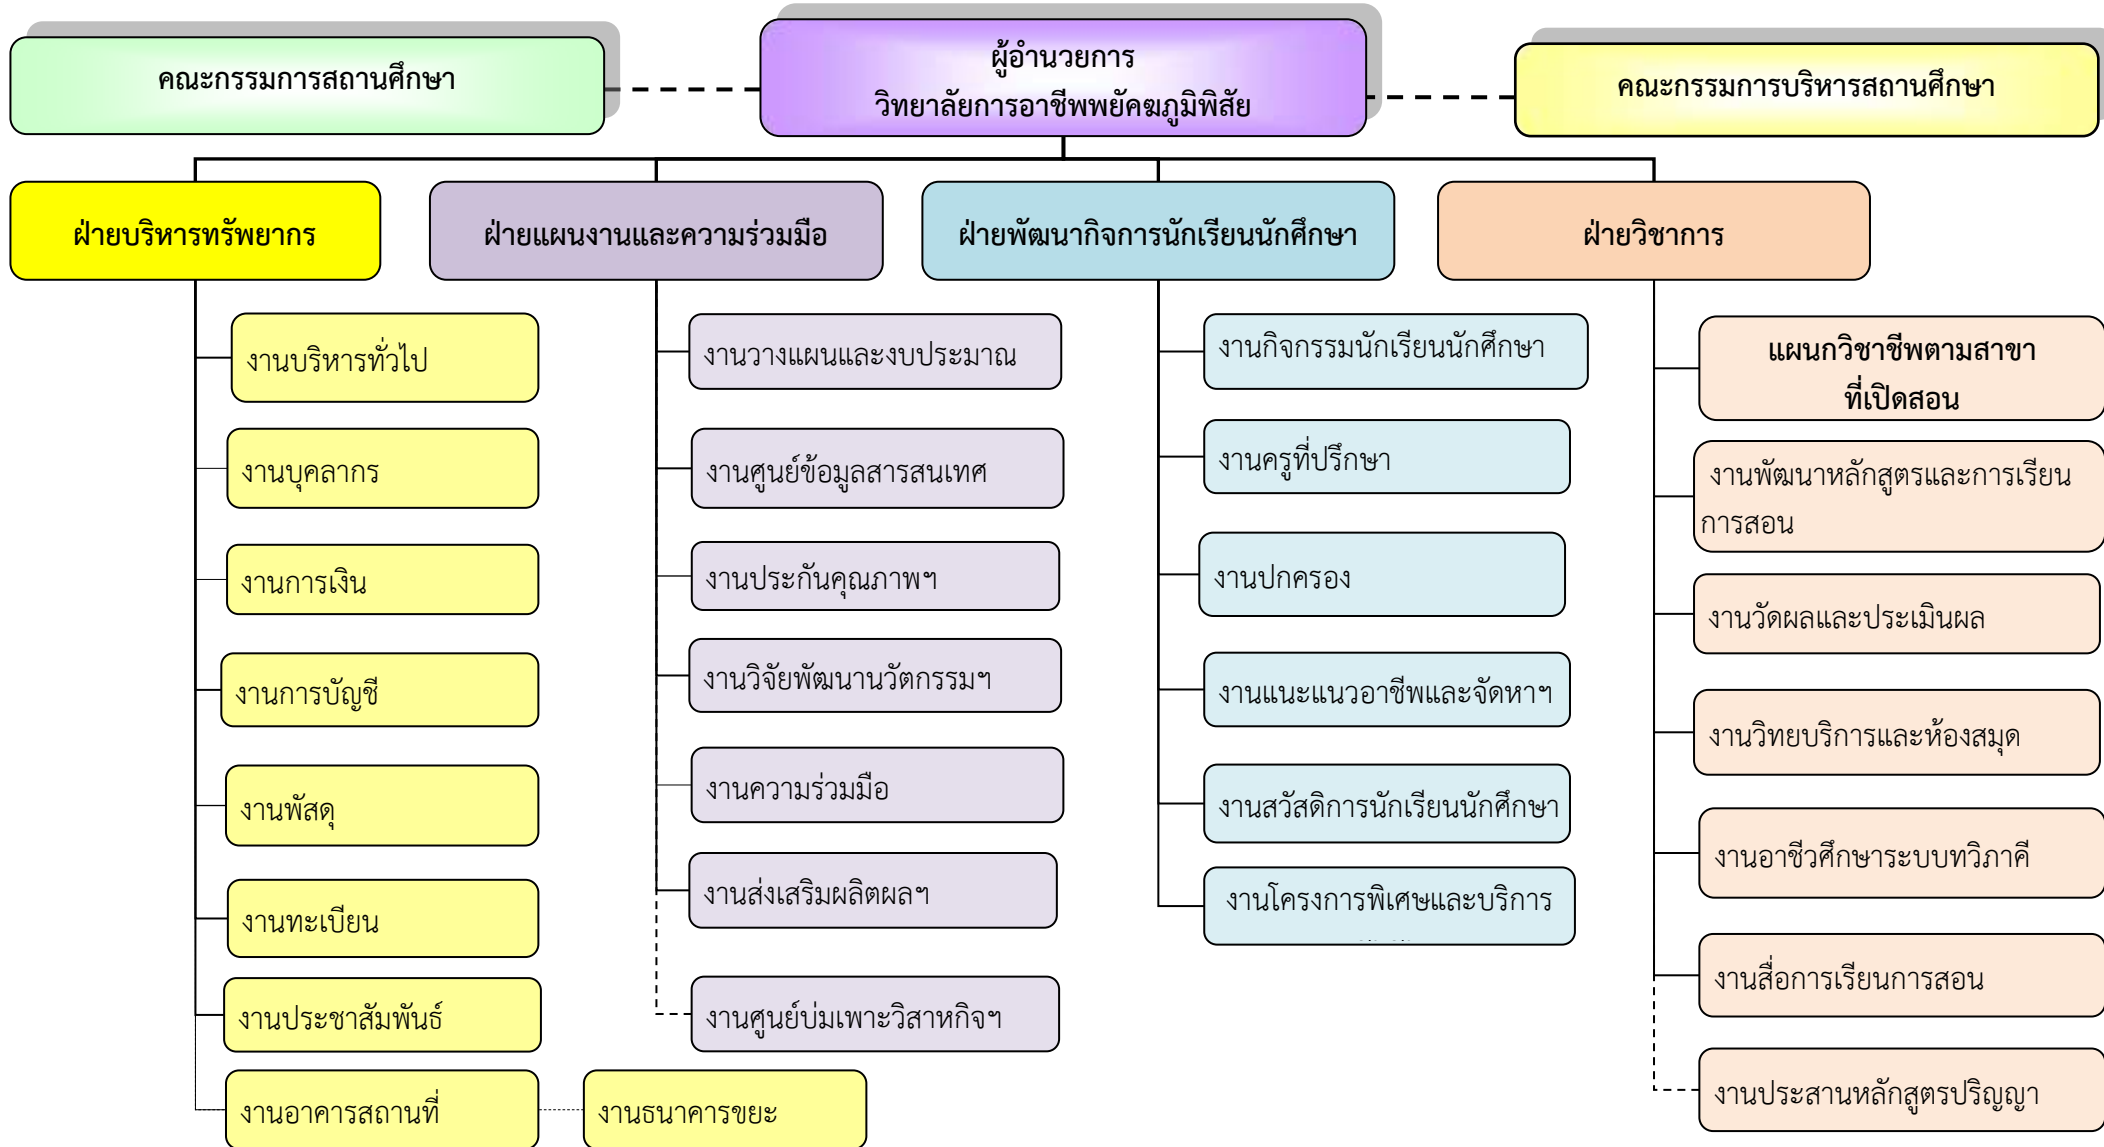 คณะกรรมการสถานศึกษา
ผู้อำนวยการ
วิทยาลัยการอาชีพพยัคฆภูมิพิสัย
คณะกรรมการบริหารสถานศึกษา
ฝ่ายบริหารทรัพยากร
ฝ่ายแผนงานและความร่วมมือ
ฝ่ายพัฒนากิจการนักเรียนนักศึกษา
ฝ่ายวิชาการ
งานบริหารทั่วไป
งานบุคลากร
งานการเงิน
งานการบัญชี
งานพัสดุ
งานทะเบียน
งานประชาสัมพันธ์
งานอาคารสถานที่
งานธนาคารขยะ
งานวางแผนและงบประมาณ
งานศูนย์ข้อมูลสารสนเทศ
งานประกันคุณภาพฯ
งานวิจัยพัฒนานวัตกรรมฯ
งานความร่วมมือ
งานส่งเสริมผลิตผลฯ
งานศูนย์บ่มเพาะวิสาหกิจฯ
งานกิจกรรมนักเรียนนักศึกษา
งานครูที่ปรึกษา
งานปกครอง
งานแนะแนวอาชีพและจัดหาฯ
งานสวัสดิการนักเรียนนักศึกษา
งานโครงการพิเศษและบริการ
แผนกวิชาชีพตามสาขา
ที่เปิดสอน
งานพัฒนาหลักสูตรและการเรียน
การสอน
งานวัดผลและประเมินผล
งานวิทยบริการและห้องสมุด
งานอาชีวศึกษาระบบทวิภาคี
งานสื่อการเรียนการสอน
งานประสานหลักสูตรปริญญา